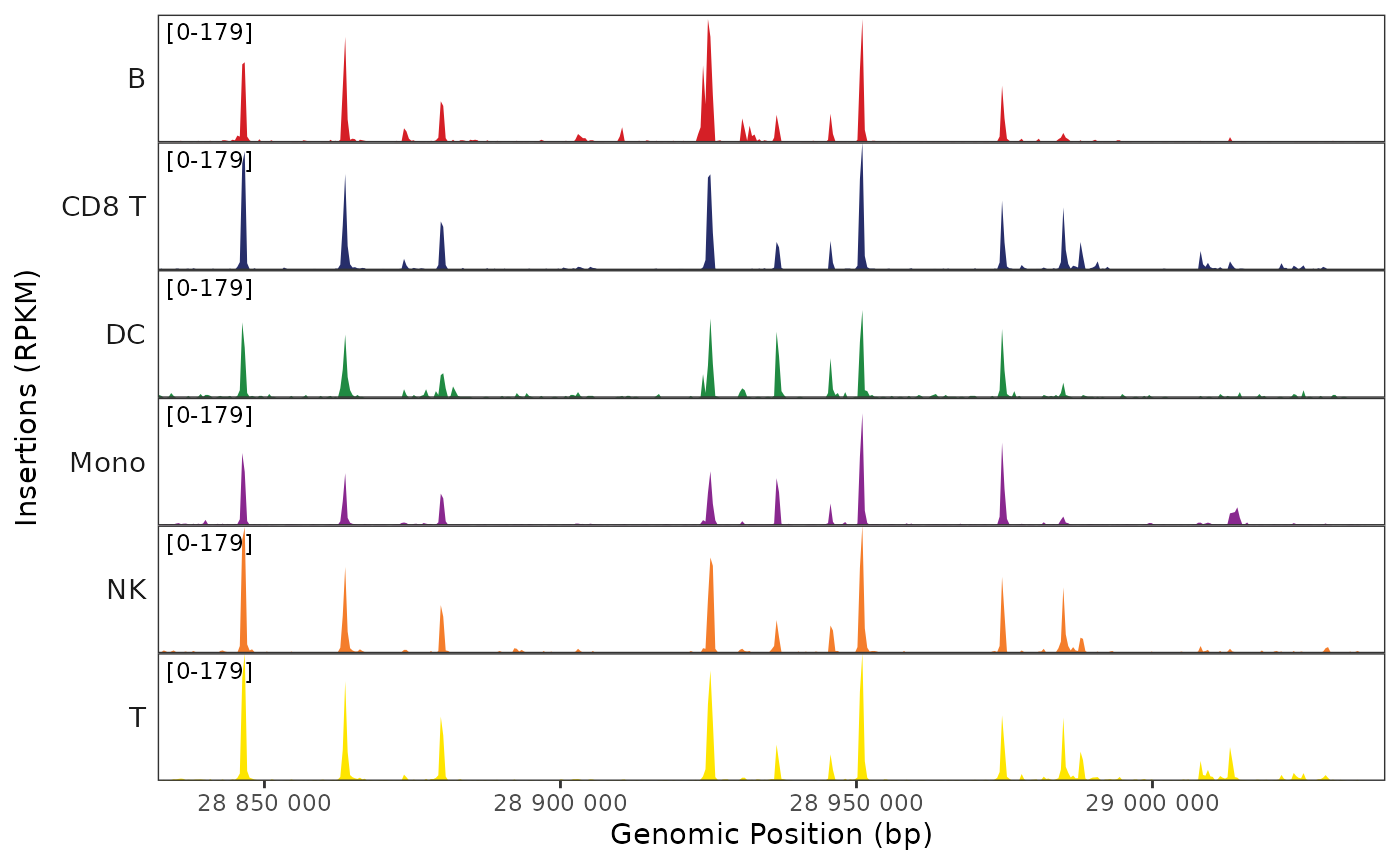 Insertions (RPKM)
B
[0-179]
CD8 T
[0-179]
DC
[0-179]
Mono
[0-179]
NK
[0-179]
T
[0-179]
28 850 000
28 900 000
28 950 000
29 000 000
Genomic Position (bp)